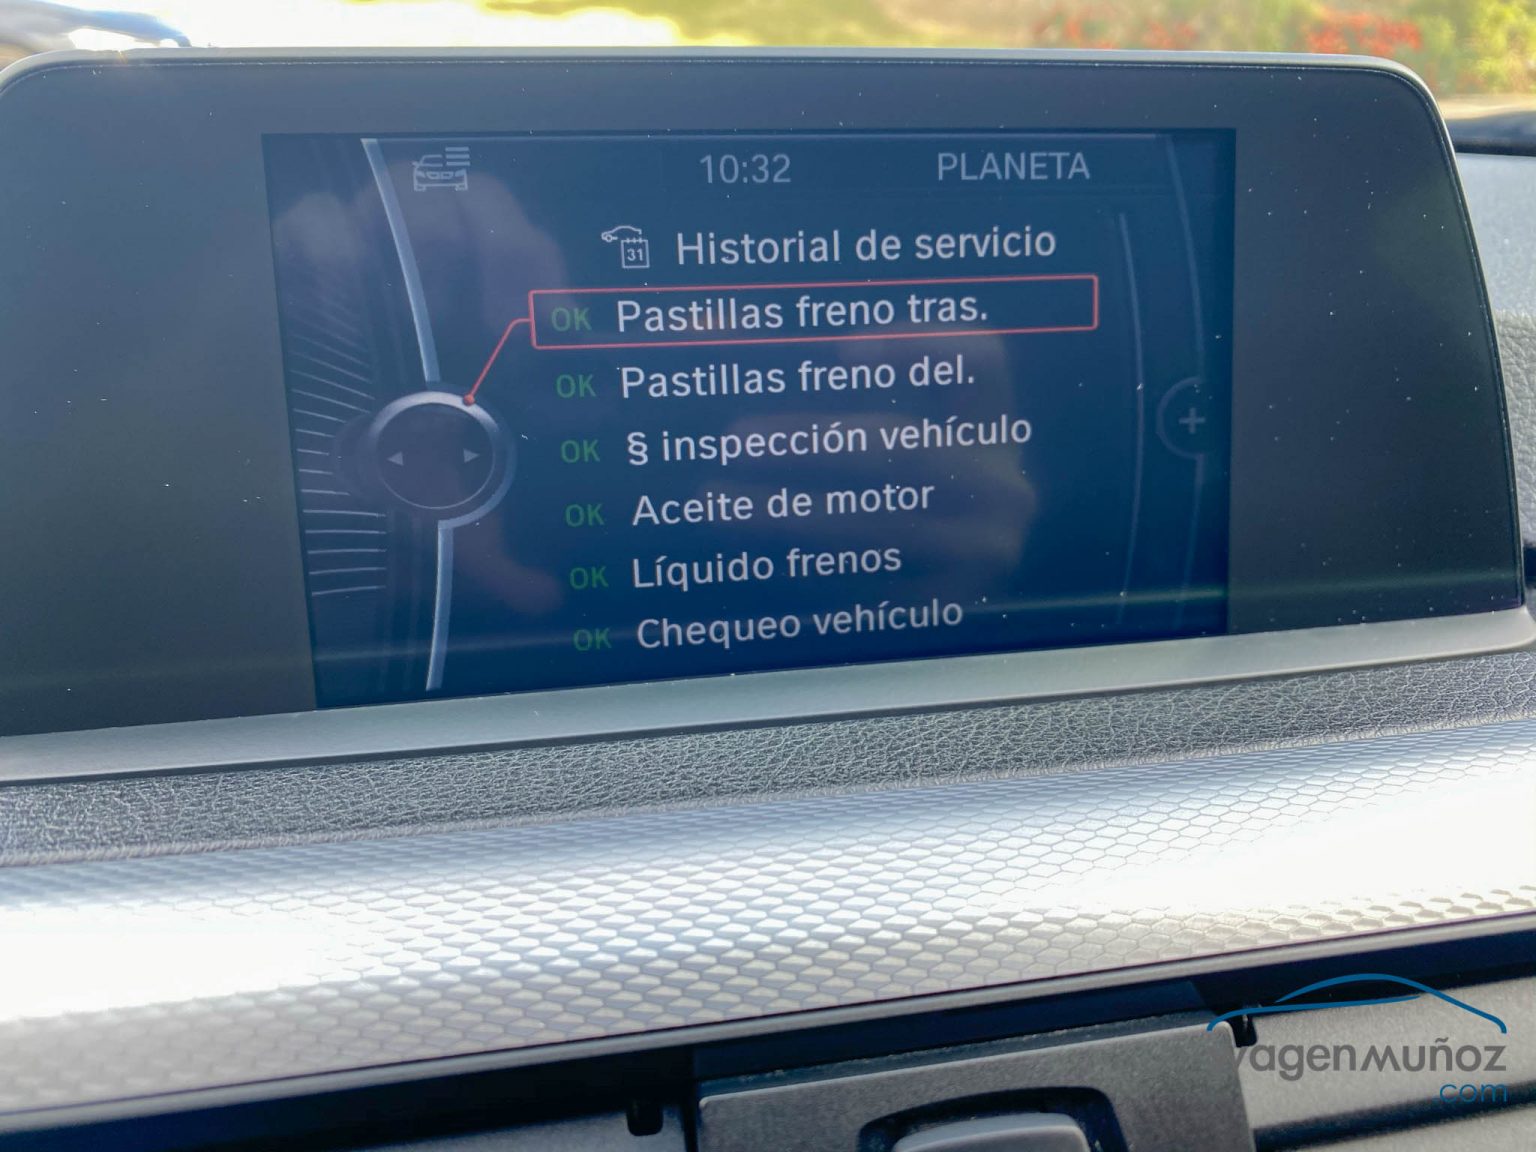 10:32 PLANETA
31 Historial de servicio
OK Pastillas freno tras.
OK Pastillas freno del.
OK § inspección vehículo
OK Aceite de motor
OK Líquido frenos
OK Chequeo vehículo
wagenmuñoz
.com